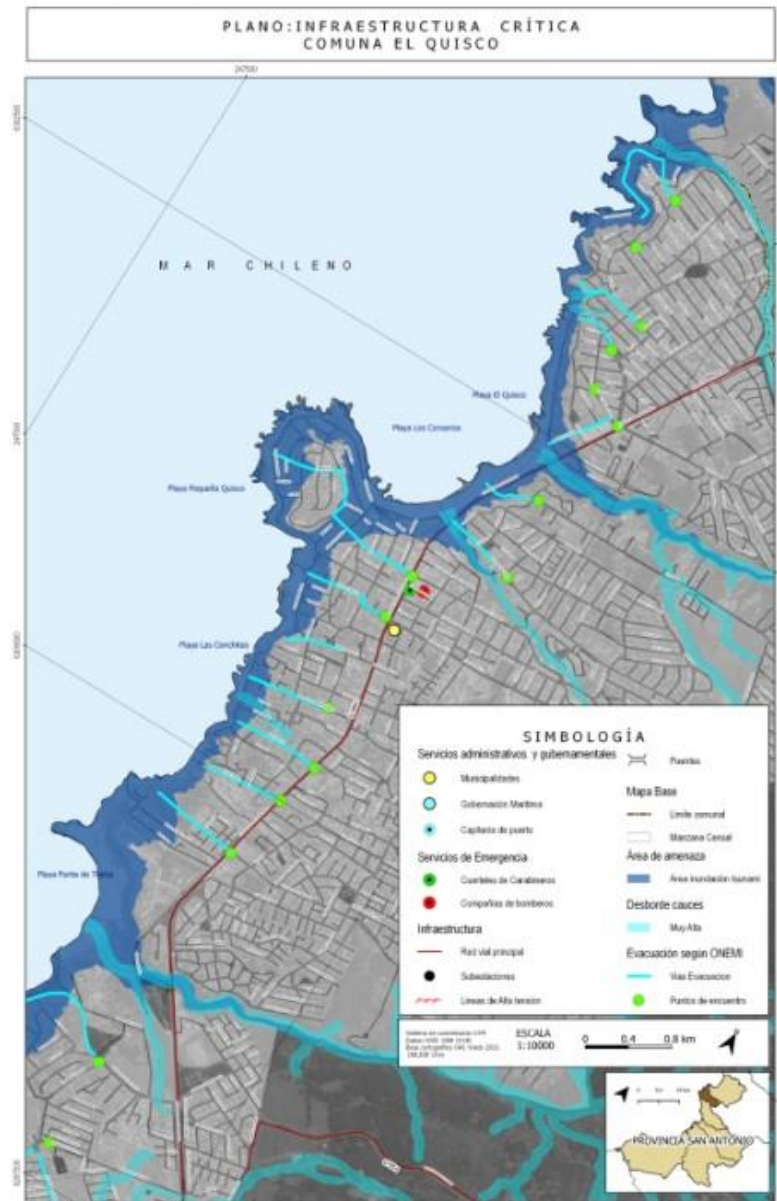 PLANO:INFRAESTRUCTURA CRÍTICA
COMUNA EL QUISCO
MAR CHILENO
Playa El Quisco
Playa Los Corsarios
Playa Pequeña Quisco
Playa Las Conchitas
Playa Punta de Tralca
SIMBOLOGÍA
Servicios administrativos y gubernamentales
Municipalidades
Gobernación Marítima
Capitanía de puerto
Servicios de Emergencia
Cuarteles de Carabineros
Compañías de bomberos
Infraestructura
Red vial principal
Subestaciones
Líneas de Alta tensión
Puentes
Mapa Base
Límite comunal
Manzana Censal
Área de amenaza
Área inundación tsunami
Desborde cauces
Muy Alta
Evacuación según ONEMI
Vías Evacuacion
Puntos de encuentro
ESCALA
1:10000
0 0.4 0.8 km
PROVINCIA SAN ANTONIO